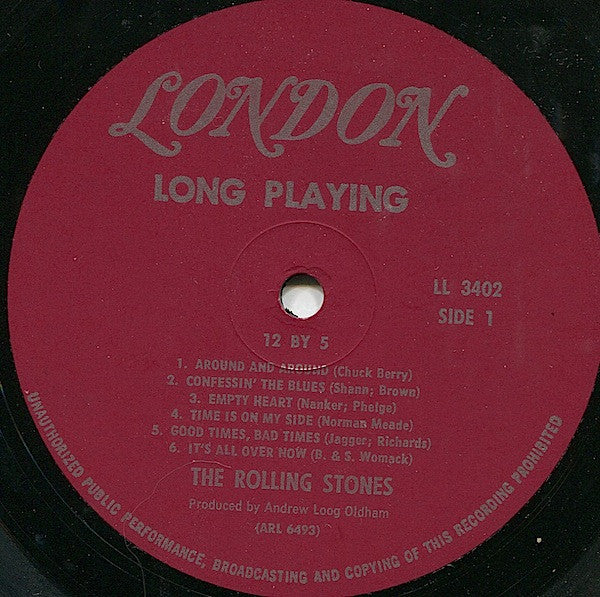 LONDON
LONG PLAYING
LL 3402
SIDE 1
12 BY 5
1. AROUND AND AROUND (Chuck Berry)
2. CONFESSIN' THE BLUES (Shann; Brown)
3. EMPTY HEART (Nanker; Phelge)
4. TIME IS ON MY SIDE (Norman Meade)
5. GOOD TIMES, BAD TIMES (Jagger; Richards)
6. IT'S ALL OVER NOW (B. & S. Womack)
THE ROLLING STONES
Produced by Andrew Loog Oldham
(ARL 6493)
UNAUTHORIZED PUBLIC PERFORMANCE, BROADCASTING AND COPYING OF THIS RECORDING PROHIBITED